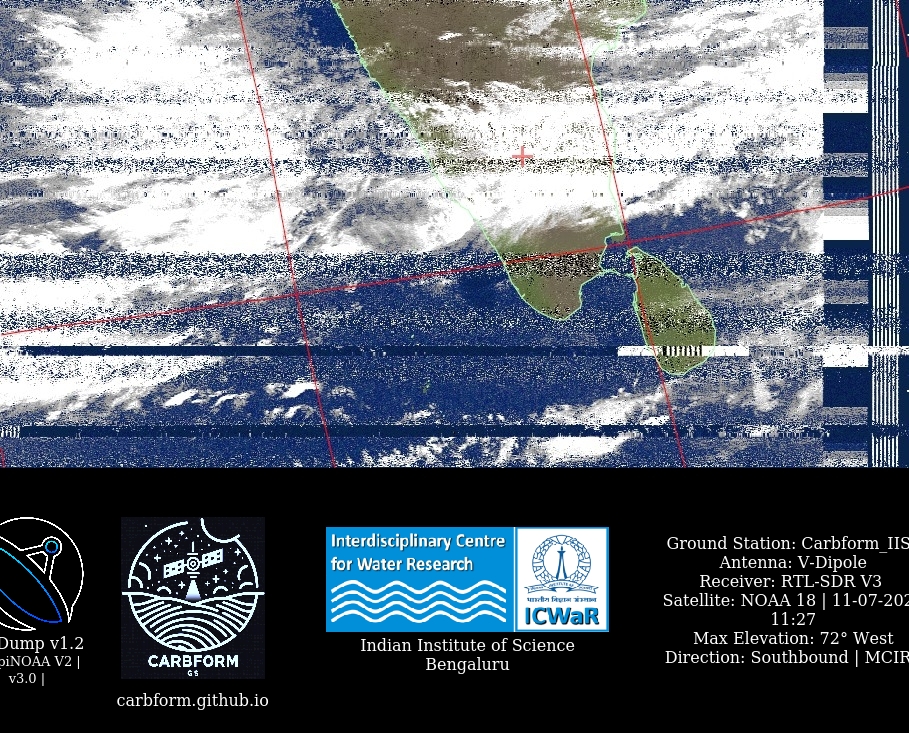 Dump v1.2
piNOAA V2 |
v3.0 |
CARBFORM
GS
carbform.github.io
Interdisciplinary Centre
for Water Research
भारतीय विज्ञान संस्थान
ICWaR
Indian Institute of Science
Bengaluru
Ground Station: Carbform_IIS
Antenna: V-Dipole
Receiver: RTL-SDR V3
Satellite: NOAA 18 | 11-07-202
11:27
Max Elevation: 72° West
Direction: Southbound | MCIR